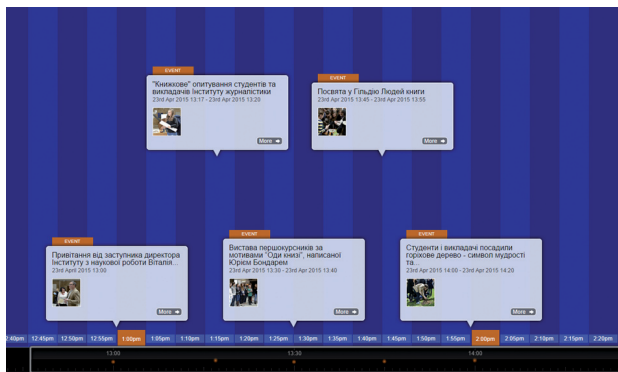 EVENT
"Книжкове" опитування студентів та
викладачів Інституту журналістики
23rd Apr 2015 13:17 - 23rd Apr 2015 13:20
More
EVENT
Посвята у Гільдію Людей книги
23rd Apr 2015 13:45 - 23rd Apr 2015 13:55
More
EVENT
Привітання від заступника директора
Інституту з наукової роботи Віталія...
23rd April 2015 13:00
More
EVENT
Вистава першокурсників за
мотивами "Оди книзі", написаної
Юрієм Бондарем
23rd Apr 2015 13:30 - 23rd Apr 2015 13:40
More
EVENT
Студенти і викладачі посадили
горіхове дерево - символ мудрості
та...
23rd Apr 2015 14:00 - 23rd Apr 2015 14:20
More
2:40pm 12:45pm 12:50pm 12:55pm 1:00pm 1:05pm 1:10pm 1:15pm 1:20pm 1:25pm 1:30pm 1:35pm 1:40pm 1:45pm 1:50pm 1:55pm 2:00pm 2:05pm 2:10pm 2:15pm 2:20pm
13:00 13:30 14:00